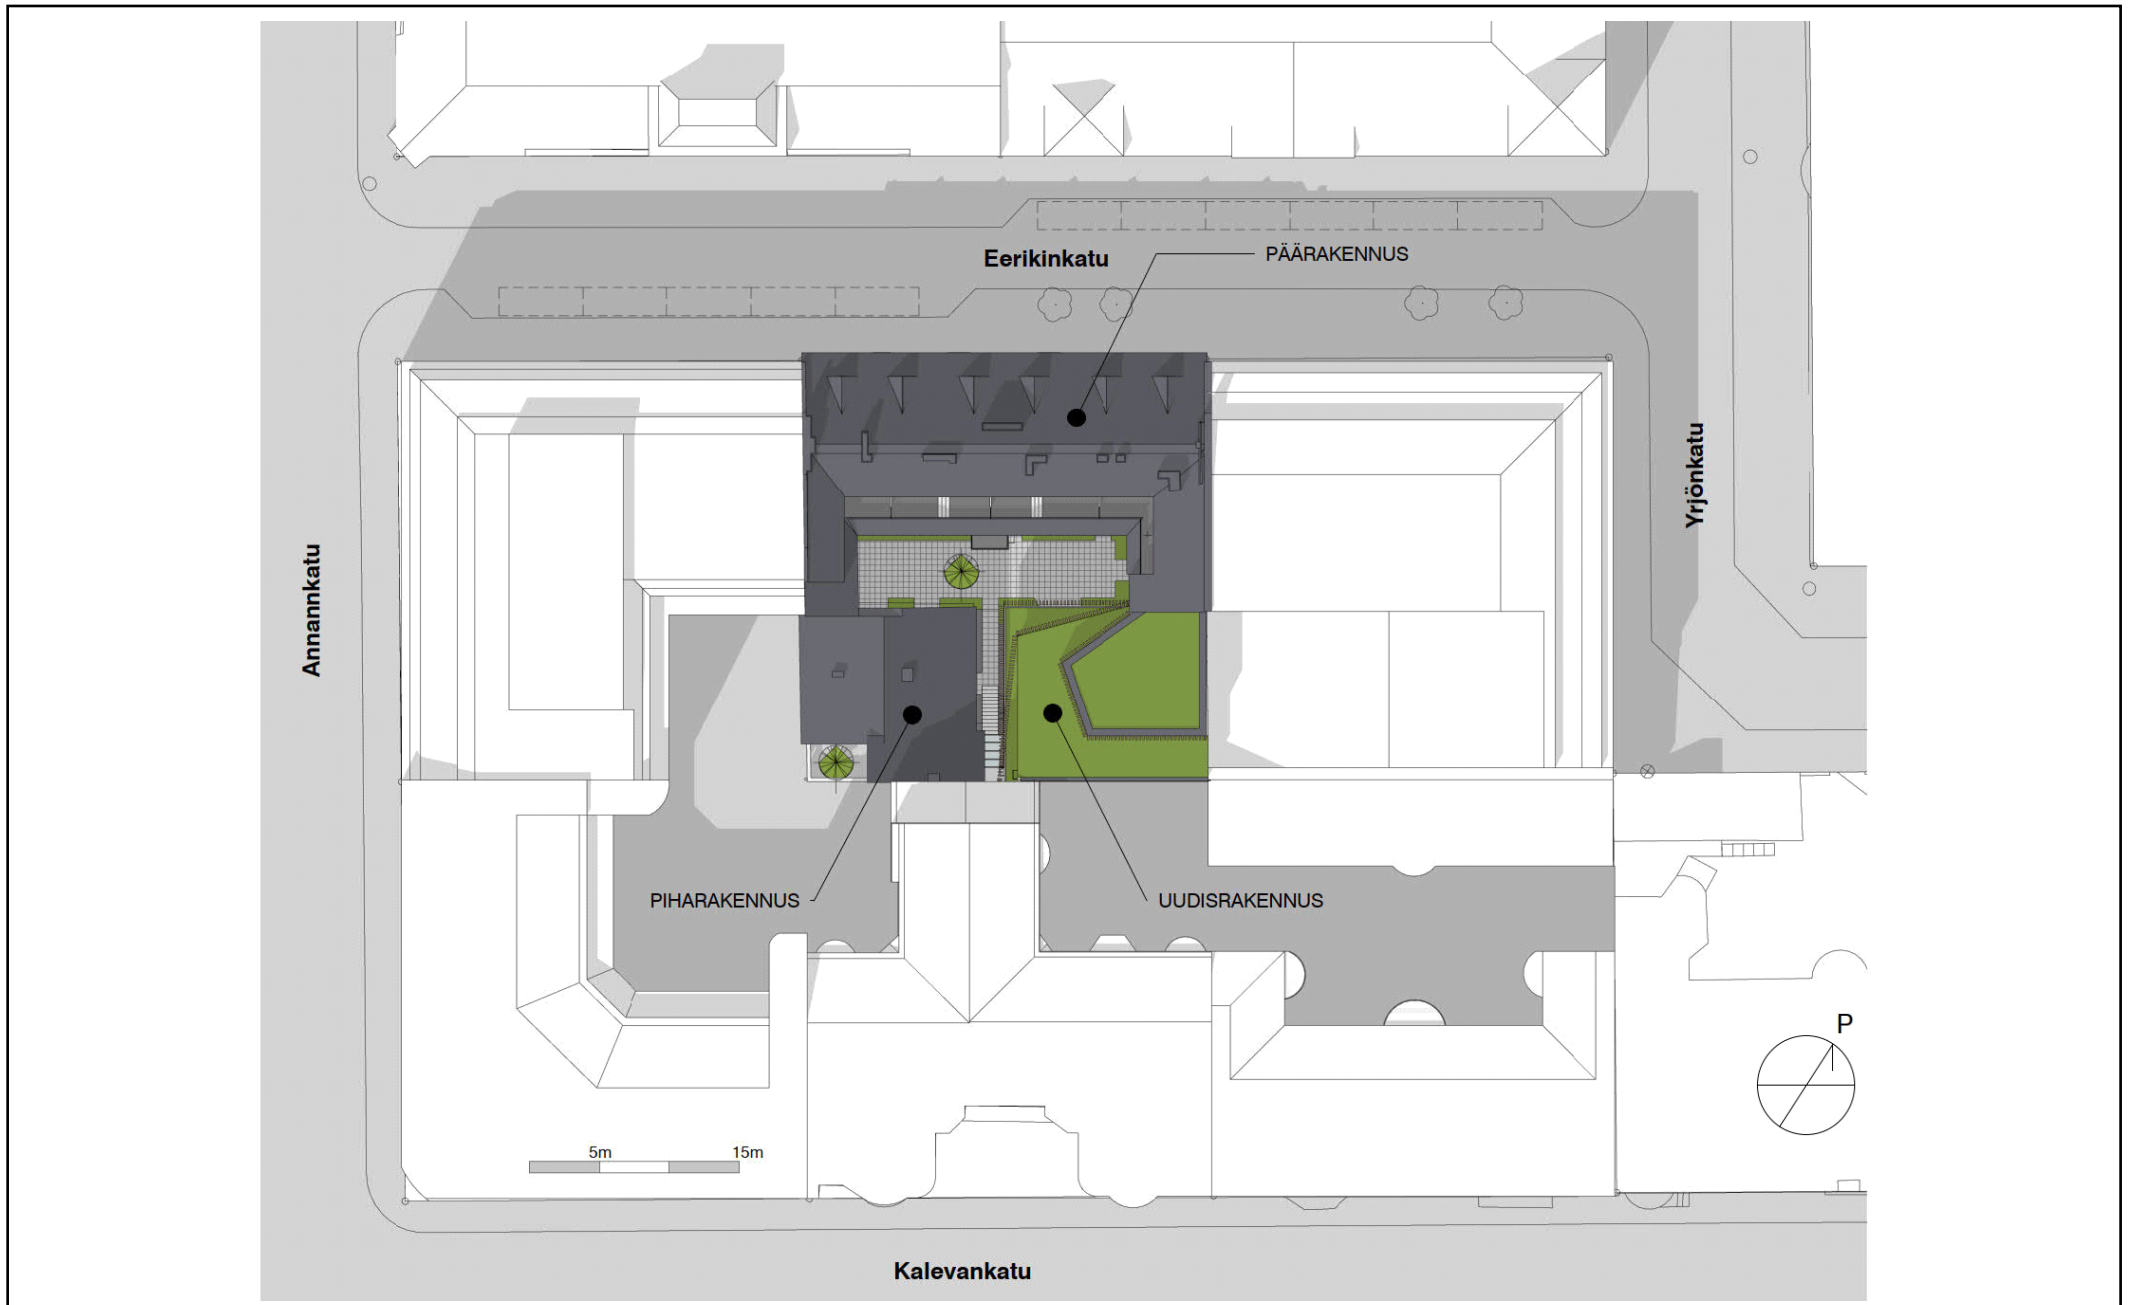 Eerikinkatu
PÄÄRAKENNUS
Yrjönkatu
Annankatu
PIHARAKENNUS
UUDISRAKENNUS
P
5m
15m
Kalevankatu